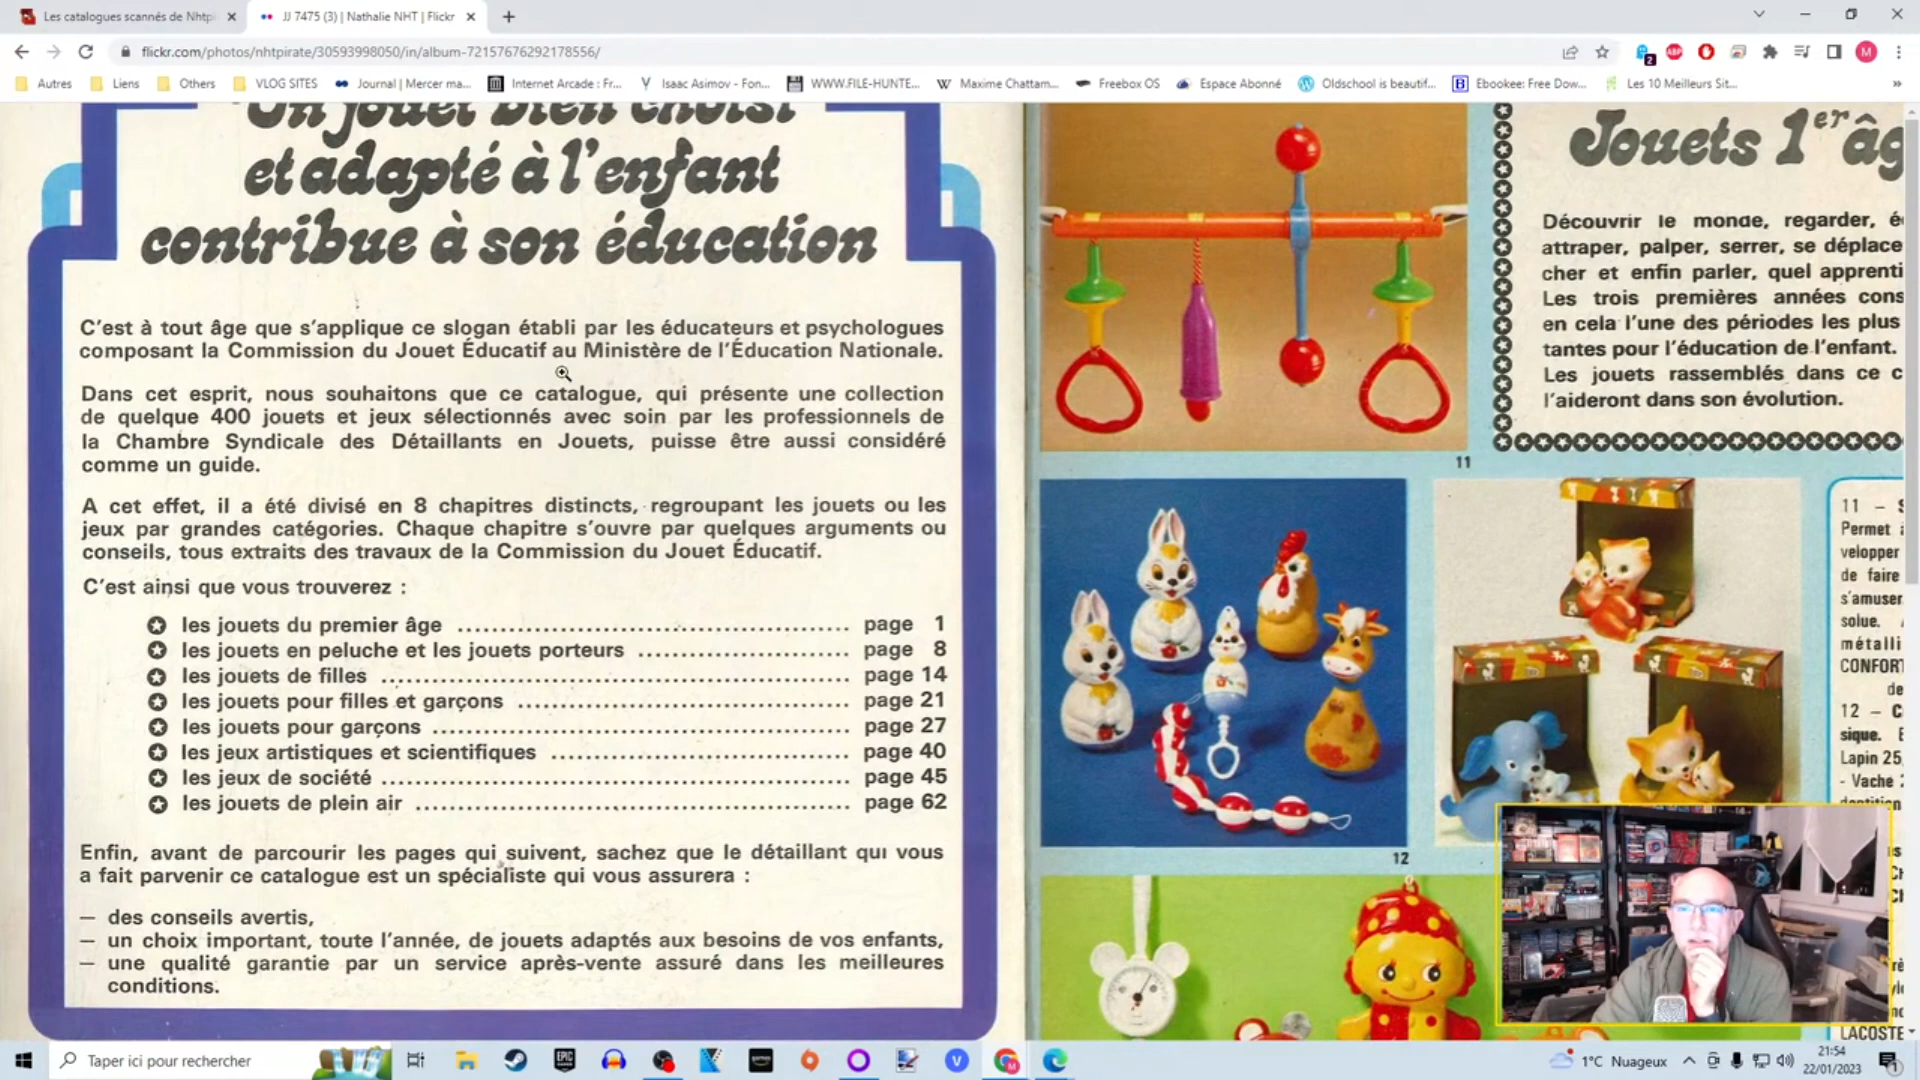 Les catalogues scannés de Nhtpi
JJ 7475 (3) | Nathalie NHT | Flickr
flickr.com/photos/nhtpirate/30593998050/in/album-72157676292178556/
Autres
Liens
Others
VLOG SITES
Journal | Mercer ma...
Internet Arcade : Fr...
Isaac Asimov - Fon...
WWW.FILE-HUNTE...
Maxime Chattam...
Freebox OS
Espace Abonné
Oldschool is beautif...
Ebookee: Free Dow...
Les 10 Meilleurs Sit...
Un jouet bien choisi
et adapté à l'enfant
contribue à son éducation
C'est à tout âge que s'applique ce slogan établi par les éducateurs et psychologues
composant la Commission du Jouet Éducatif au Ministère de l'Éducation Nationale.
Dans cet esprit, nous souhaitons que ce catalogue, qui présente une collection
de quelque 400 jouets et jeux sélectionnés avec soin par les professionnels de
la Chambre Syndicale des Détaillants en Jouets, puisse être aussi considéré
comme un guide.
A cet effet, il a été divisé en 8 chapitres distincts, regroupant les jouets ou les
jeux par grandes catégories. Chaque chapitre s'ouvre par quelques arguments ou
conseils, tous extraits des travaux de la Commission du Jouet Éducatif.
C'est ainsi que vous trouverez :
les jouets du premier âge ........ page 1
les jouets en peluche et les jouets porteurs ........ page 8
les jouets de filles ........ page 14
les jouets pour filles et garçons ........ page 21
les jouets pour garçons ........ page 27
les jeux artistiques et scientifiques ........ page 40
les jeux de société ........ page 45
les jouets de plein air ........ page 62
Enfin, avant de parcourir les pages qui suivent, sachez que le détaillant qui vous
a fait parvenir ce catalogue est un spécialiste qui vous assurera :
— des conseils avertis,
— un choix important, toute l'année, de jouets adaptés aux besoins de vos enfants,
— une qualité garantie par un service après-vente assuré dans les meilleures
conditions.
11
12
Jouets 1er âg
Découvrir le monde, regarder, é
attraper, palper, serrer, se déplace
cher et enfin parler, quel apprenti
Les trois premières années cons
en cela l'une des périodes les plus
tantes pour l'éducation de l'enfant.
Les jouets rassemblés dans ce c
l'aideront dans son évolution.
11 – S
Permet à
velopper
de faire
s'amuser
solue.
métalli
CONFORT
de
12 – C
sique. E
Lapin 25,
- Vache 2
dentition
LACOSTE
Taper ici pour rechercher
1°C Nuageux
21:54
22/01/2023